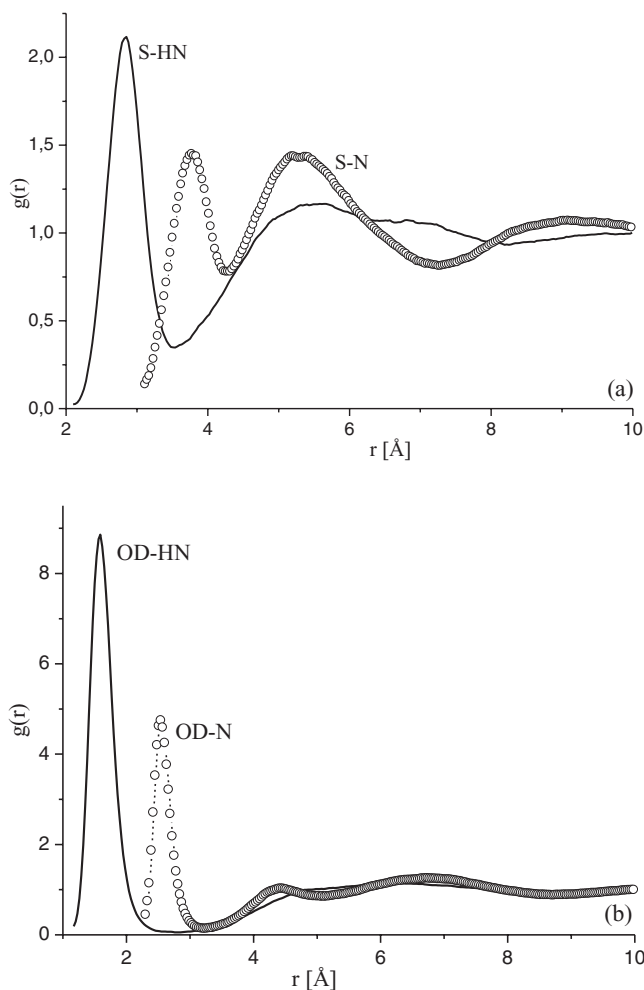 2,0
1,5
1,0
0,5
0,0
g(r)
S-HN
S-N
(a)
2 4 6 8 10
r [Å]
8
6
4
2
0
g(r)
OD-HN
OD-N
(b)
2 4 6 8 10
r [Å]